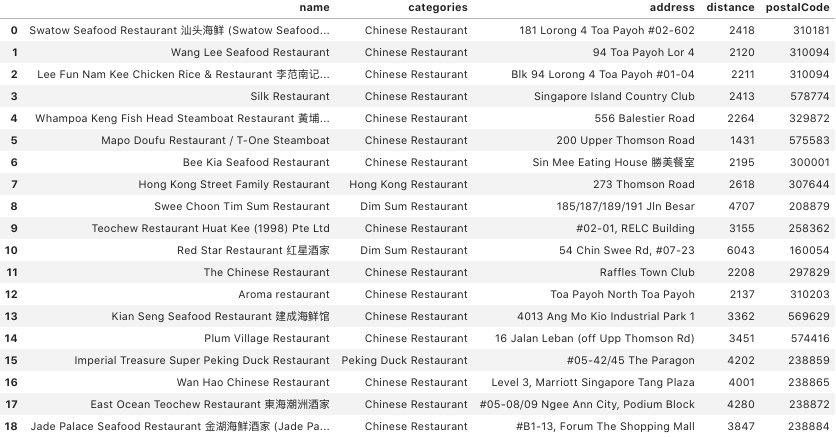 name categories address distance postalCode
0 Swatow Seafood Restaurant 汕头海鲜 (Swatow Seafood... Chinese Restaurant 181 Lorong 4 Toa Payoh #02-602 2418 310181
1 Wang Lee Seafood Restaurant Chinese Restaurant 94 Toa Payoh Lor 4 2120 310094
2 Lee Fun Nam Kee Chicken Rice & Restaurant 李范南记... Chinese Restaurant Blk 94 Lorong 4 Toa Payoh #01-04 2211 310094
3 Silk Restaurant Chinese Restaurant Singapore Island Country Club 2413 578774
4 Whampoa Keng Fish Head Steamboat Restaurant 黃埔... Chinese Restaurant 556 Balestier Road 2264 329872
5 Mapo Doufu Restaurant / T-One Steamboat Chinese Restaurant 200 Upper Thomson Road 1431 575583
6 Bee Kia Seafood Restaurant Chinese Restaurant Sin Mee Eating House 勝美餐室 2195 300001
7 Hong Kong Street Family Restaurant Hong Kong Restaurant 273 Thomson Road 2618 307644
8 Swee Choon Tim Sum Restaurant Dim Sum Restaurant 185/187/189/191 Jln Besar 4707 208879
9 Teochew Restaurant Huat Kee (1998) Pte Ltd Chinese Restaurant #02-01, RELC Building 3155 258362
10 Red Star Restaurant 红星酒家 Dim Sum Restaurant 54 Chin Swee Rd, #07-23 6043 160054
11 The Chinese Restaurant Chinese Restaurant Raffles Town Club 2208 297829
12 Aroma restaurant Chinese Restaurant Toa Payoh North Toa Payoh 2137 310203
13 Kian Seng Seafood Restaurant 建成海鲜馆 Chinese Restaurant 4013 Ang Mo Kio Industrial Park 1 3362 569629
14 Plum Village Restaurant Chinese Restaurant 16 Jalan Leban (off Upp Thomson Rd) 3451 574416
15 Imperial Treasure Super Peking Duck Restaurant Peking Duck Restaurant #05-42/45 The Paragon 4202 238859
16 Wan Hao Chinese Restaurant Chinese Restaurant Level 3, Marriott Singapore Tang Plaza 4001 238865
17 East Ocean Teochew Restaurant 東海潮洲酒家 Chinese Restaurant #05-08/09 Ngee Ann City, Podium Block 4280 238872
18 Jade Palace Seafood Restaurant 金湖海鮮酒家 (Jade Pa... Chinese Restaurant #B1-13, Forum The Shopping Mall 3847 238884